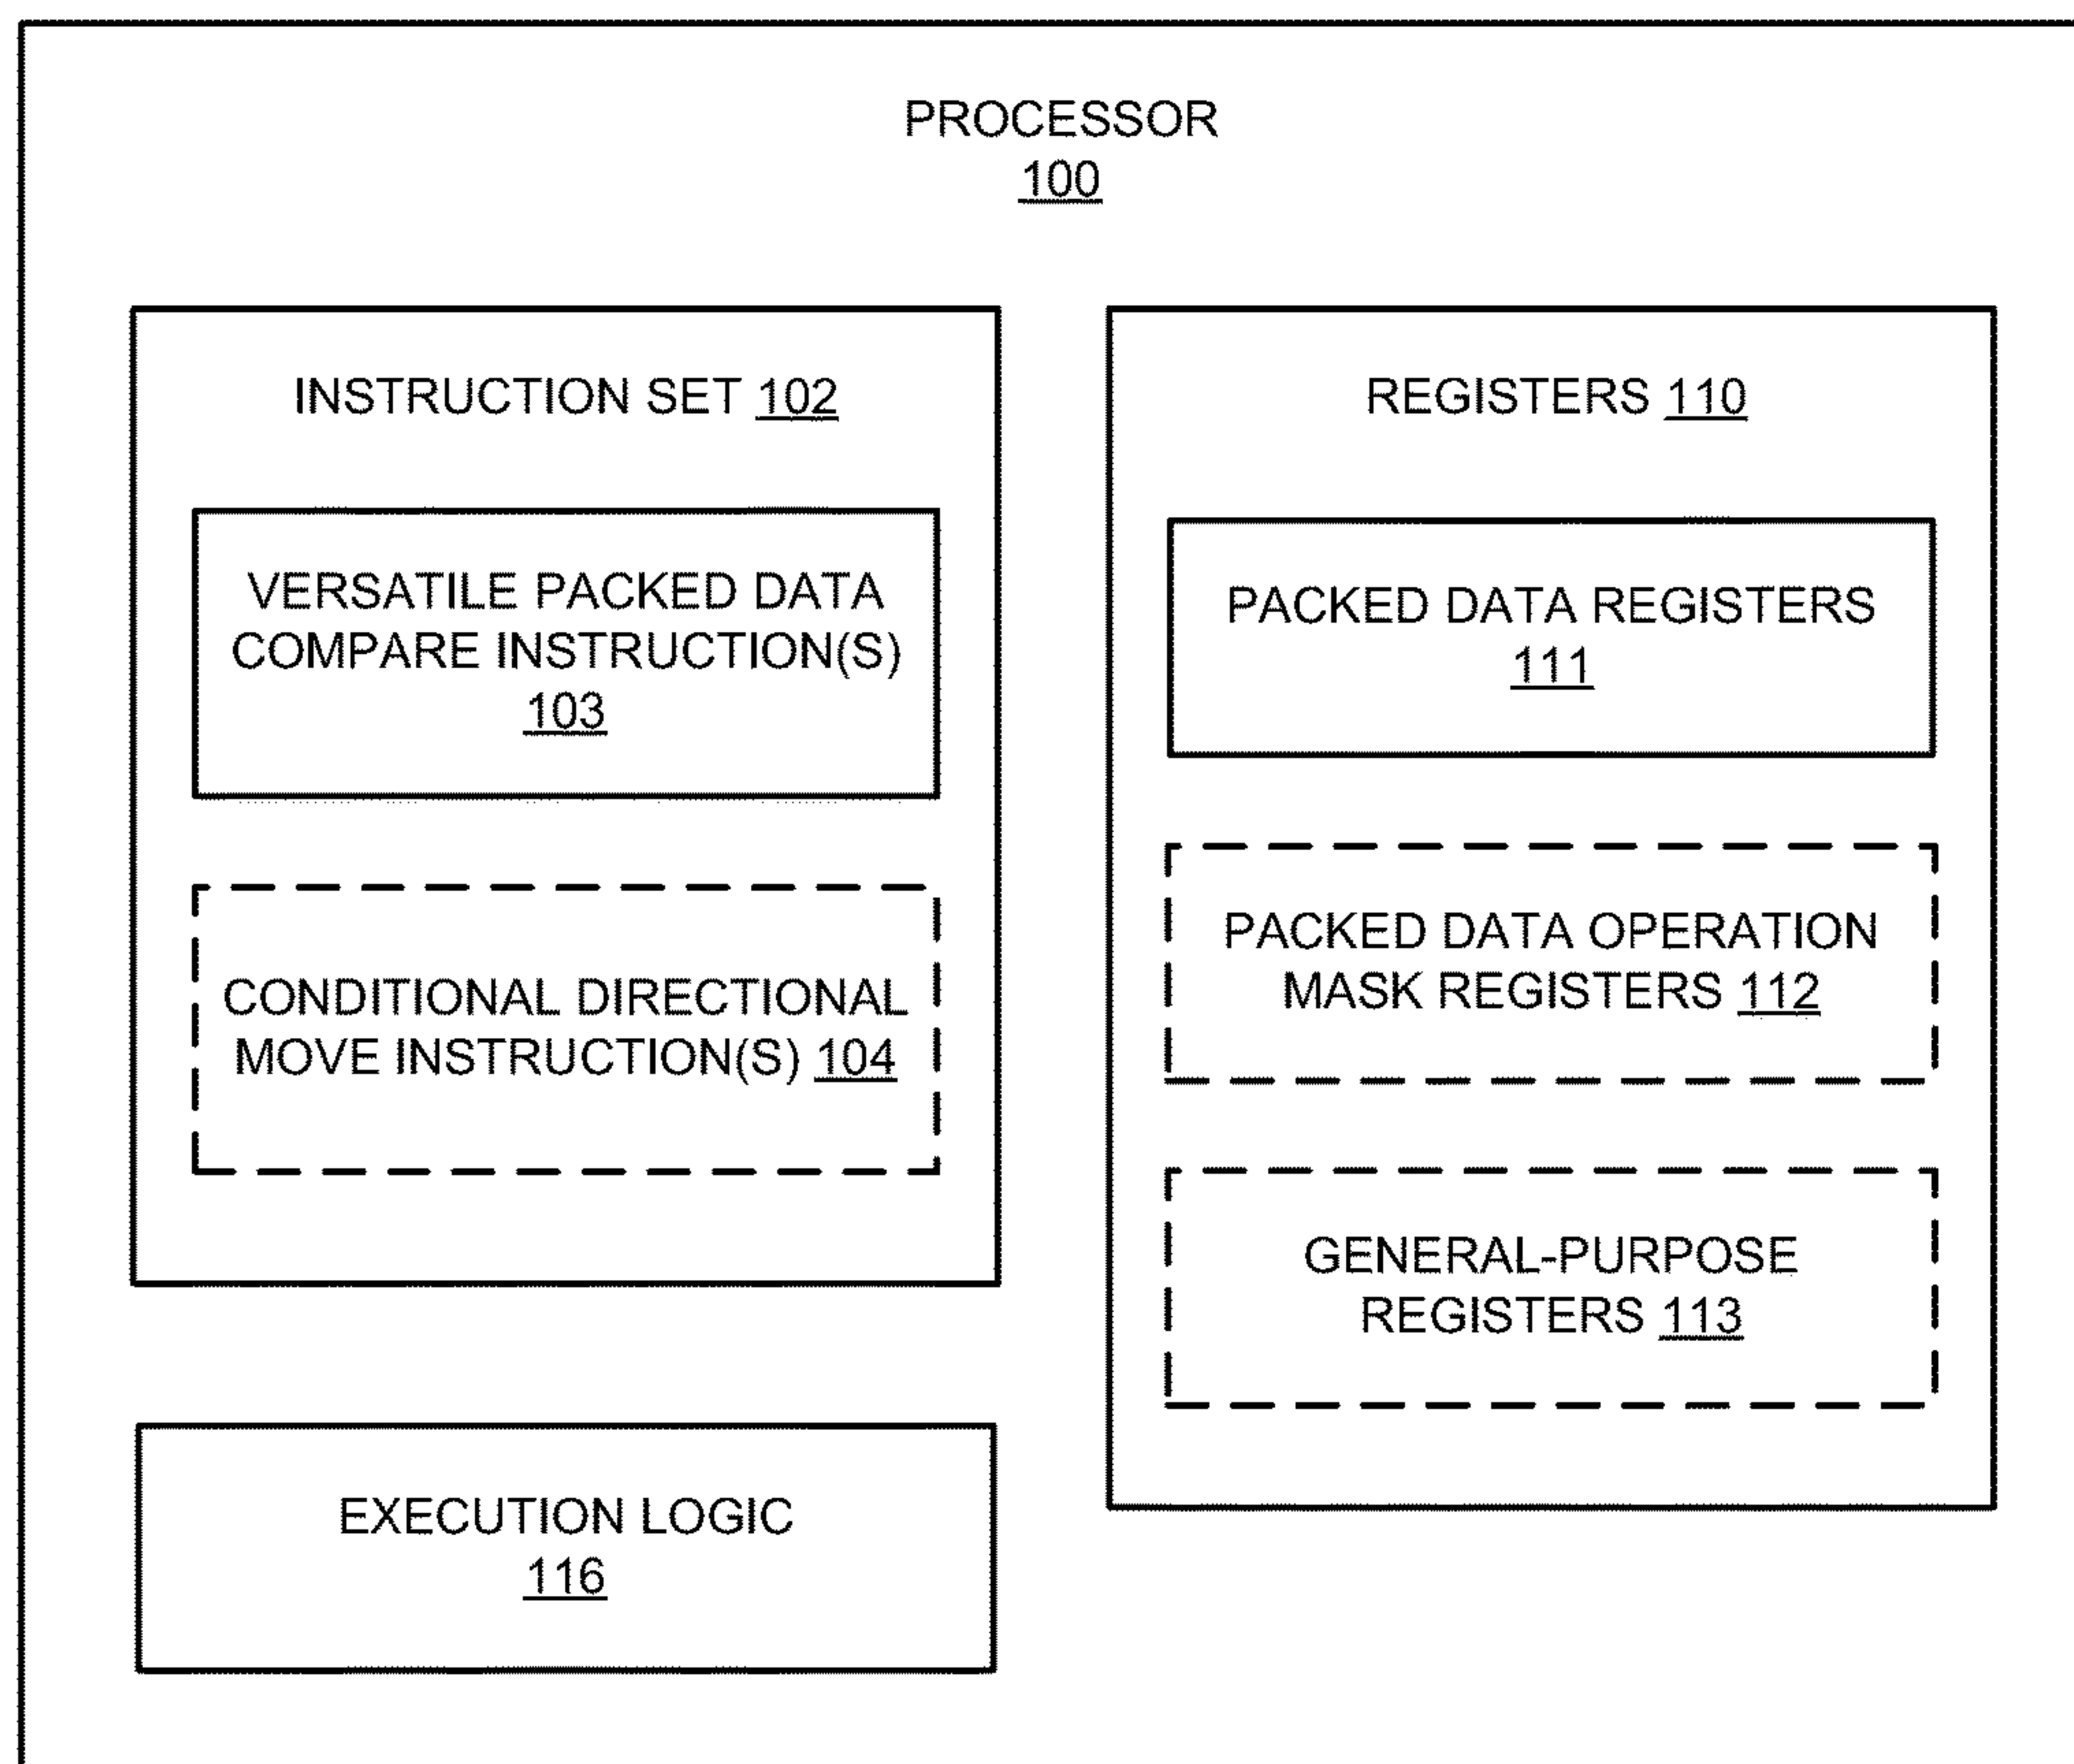 PROCESSOR
100
INSTRUCTION SET 102
VERSATILE PACKED DATA
COMPARE INSTRUCTION(S)
103
CONDITIONAL DIRECTIONAL
MOVE INSTRUCTION(S) 104
EXECUTION LOGIC
116
REGISTERS 110
PACKED DATA REGISTERS
111
PACKED DATA OPERATION
MASK REGISTERS 112
GENERAL-PURPOSE
REGISTERS 113